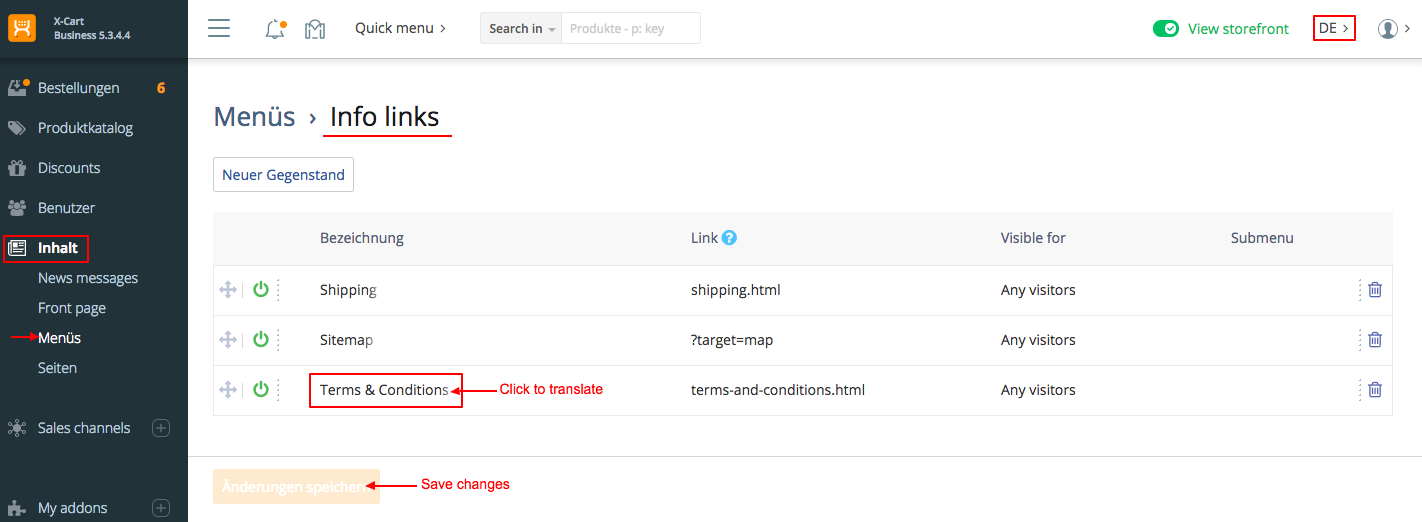 X-Cart
Business 5.3.4.4
Quick menu
Search in
Produkte - p: key
View storefront
DE
Bestellungen 6
Produktkatalog
Discounts
Benutzer
Inhalt
News messages
Front page
Menüs
Seiten
Sales channels
My addons
Menüs › Info links
Neuer Gegenstand
Bezeichnung Link ? Visible for Submenu
Shipping shipping.html Any visitors
Sitemap ?target=map Any visitors
Terms & Conditions Click to translate terms-and-conditions.html Any visitors
Änderungen speichern Save changes